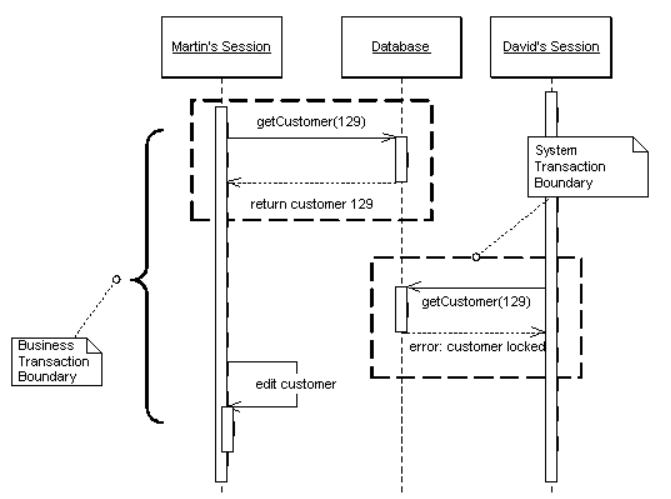 Martin's Session
Database
David's Session
getCustomer(129)
System
Transaction
Boundary
return customer 129
getCustomer(129)
error: customer locked
Business
Transaction
Boundary
edit customer